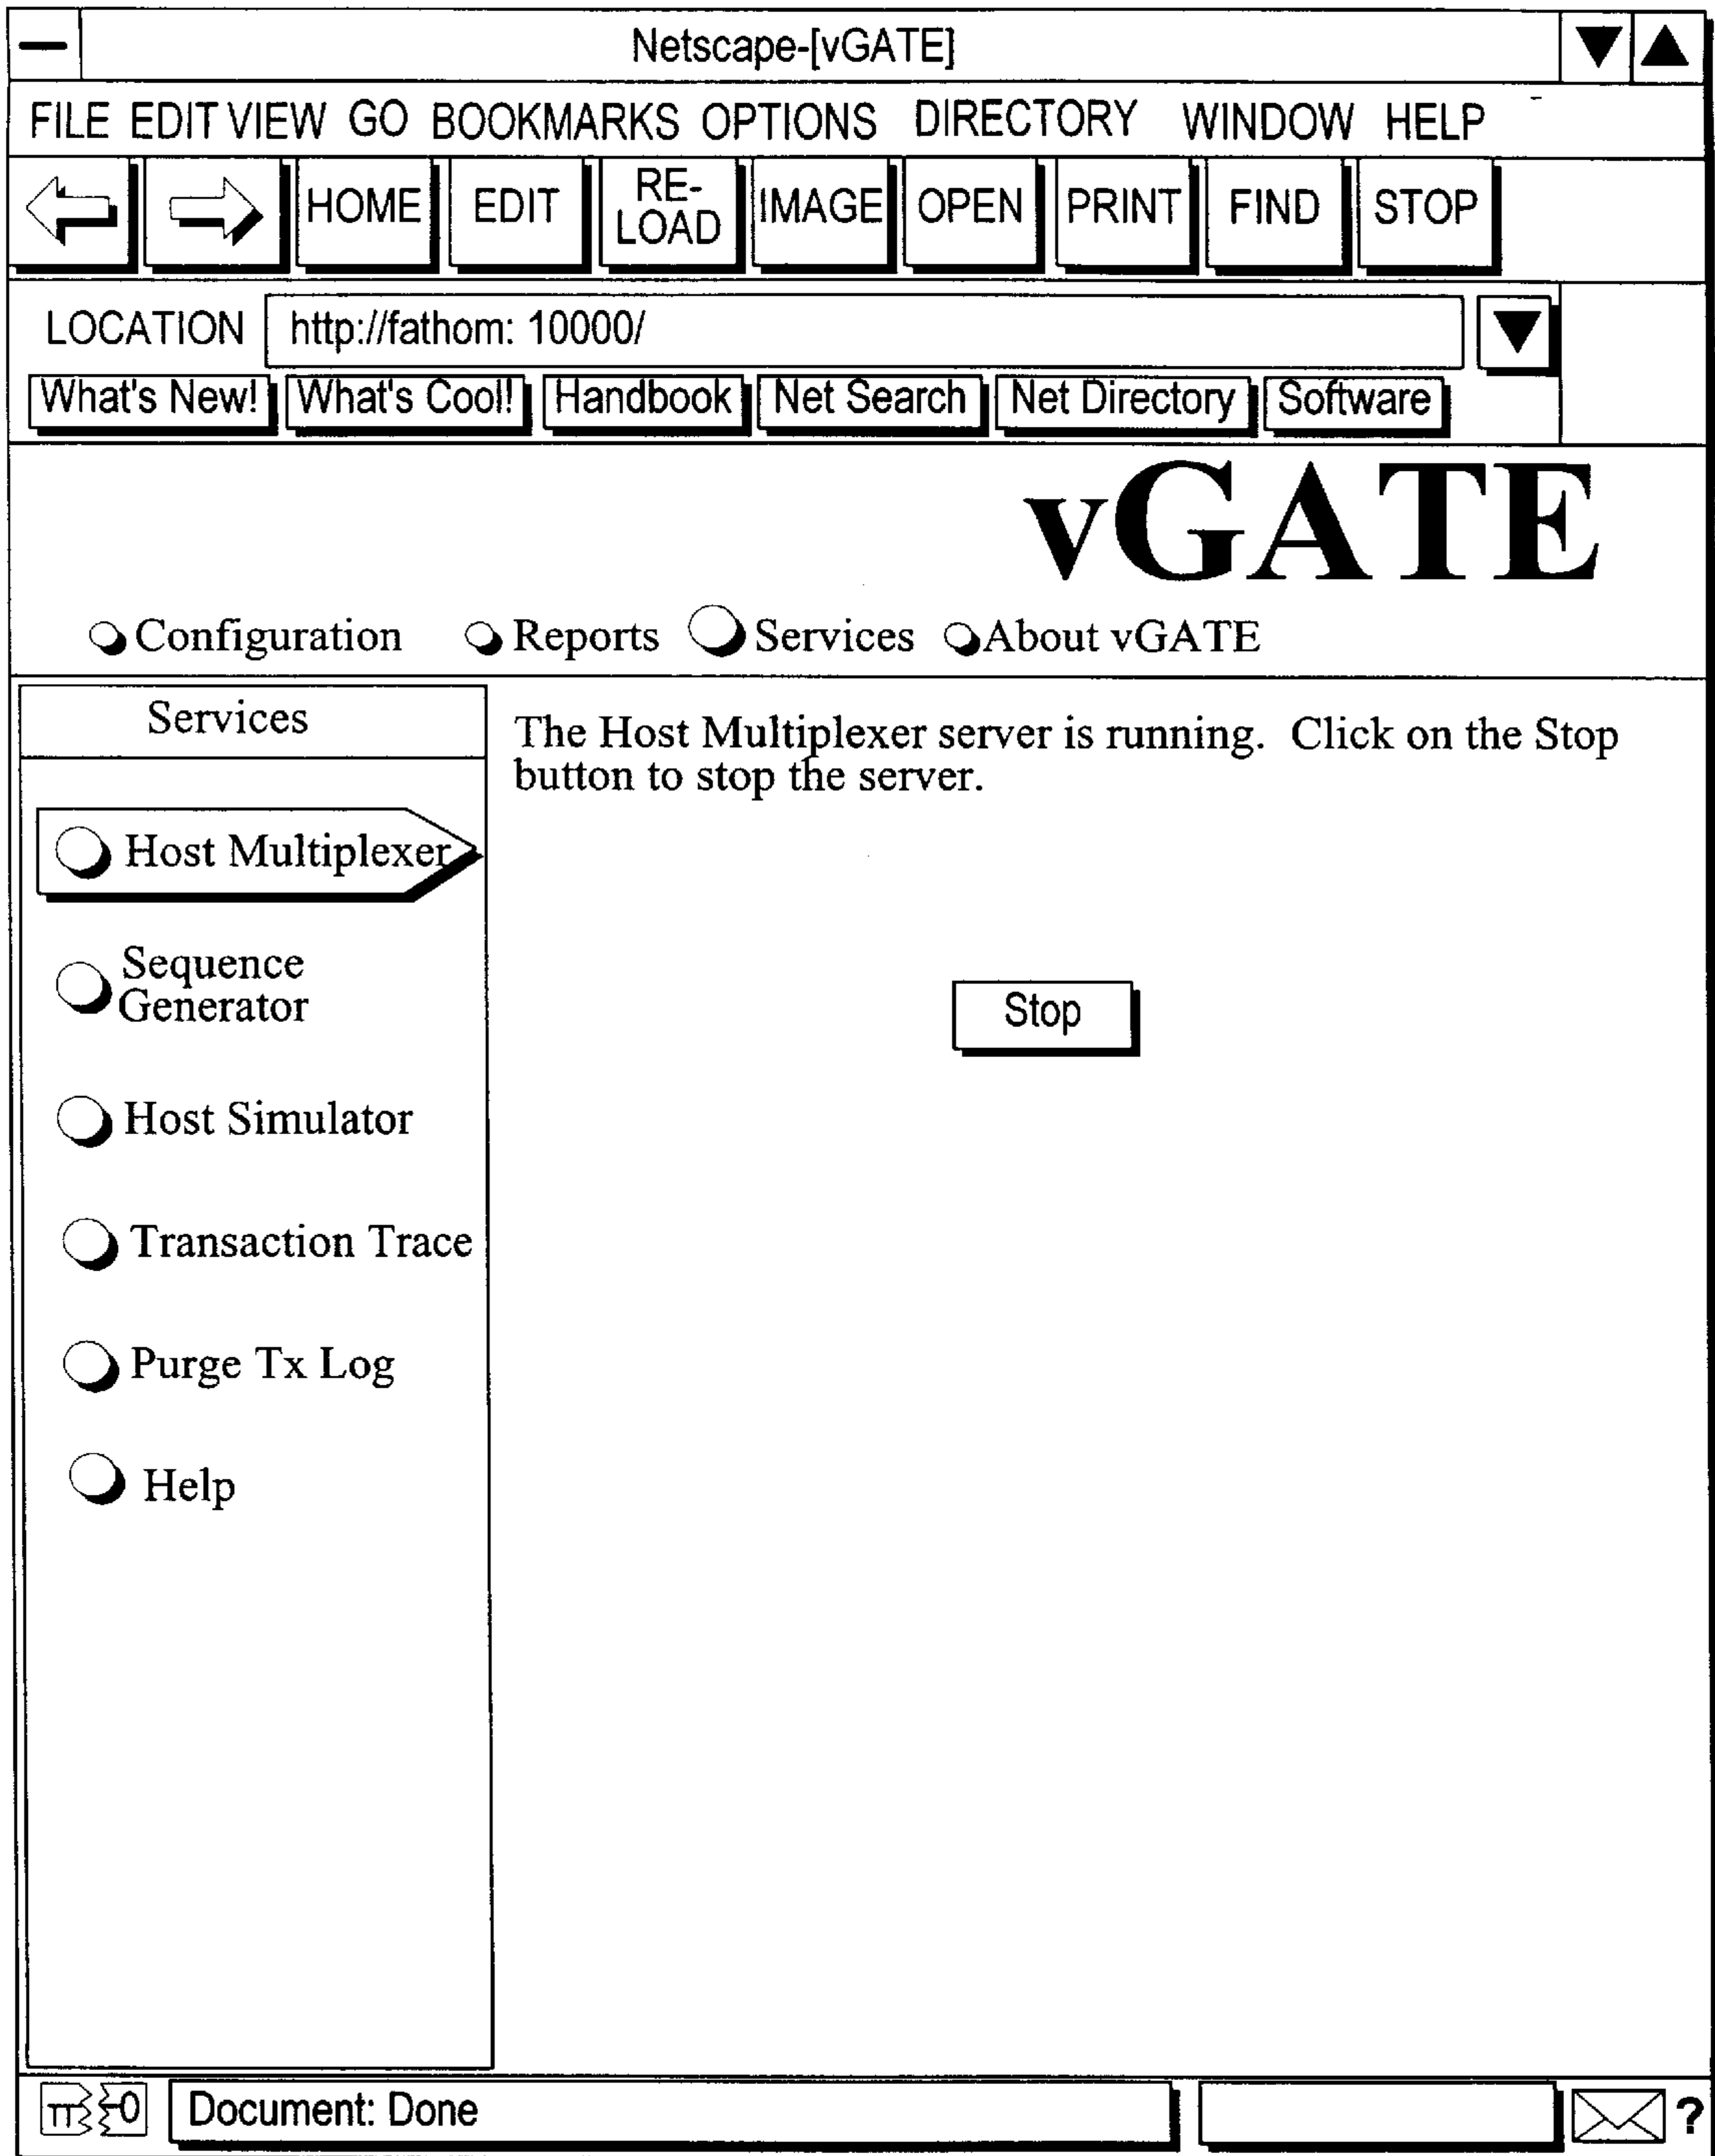 Netscape-[vGATE]
FILE EDIT VIEW GO BOOKMARKS OPTIONS DIRECTORY WINDOW HELP
HOME EDIT RE-LOAD IMAGE OPEN PRINT FIND STOP
LOCATION http://fathom: 10000/
What's New! What's Cool! Handbook Net Search Net Directory Software
vGATE
Configuration Reports Services About vGATE
Services
Host Multiplexer
Sequence
Generator
Host Simulator
Transaction Trace
Purge Tx Log
Help
The Host Multiplexer server is running. Click on the Stop
button to stop the server.
Stop
Document: Done
?